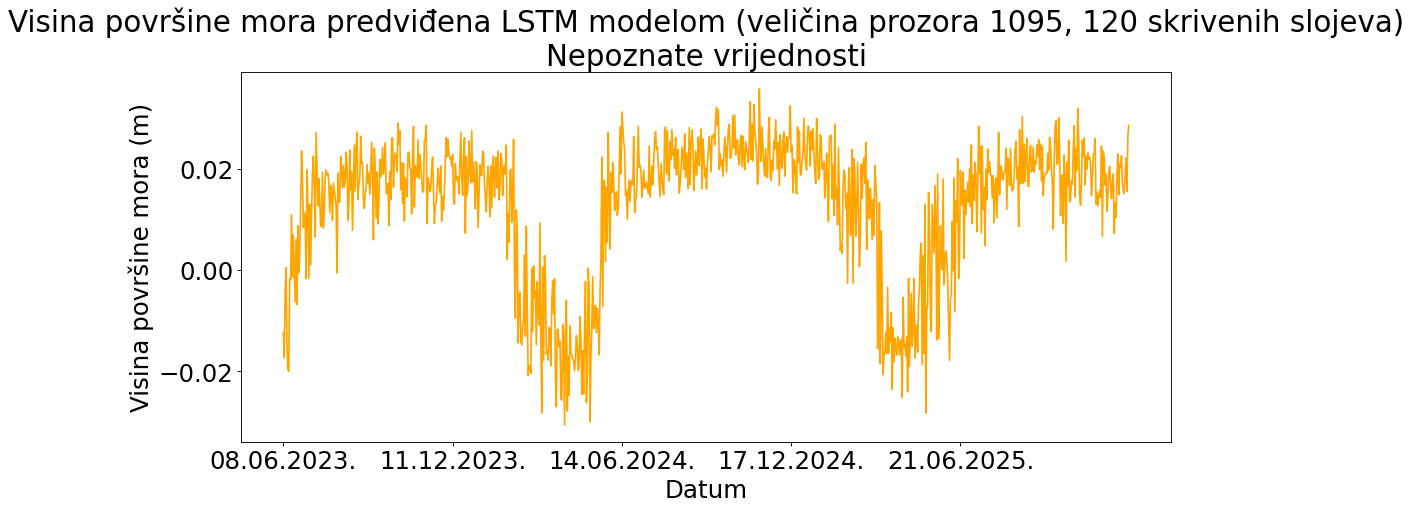 Visina površine mora predviđena LSTM modelom (veličina prozora 1095, 120 skrivenih slojeva)
Nepoznate vrijednosti
Visina površine mora (m)
0.02
0.00
−0.02
08.06.2023. 11.12.2023. 14.06.2024. 17.12.2024. 21.06.2025.
Datum